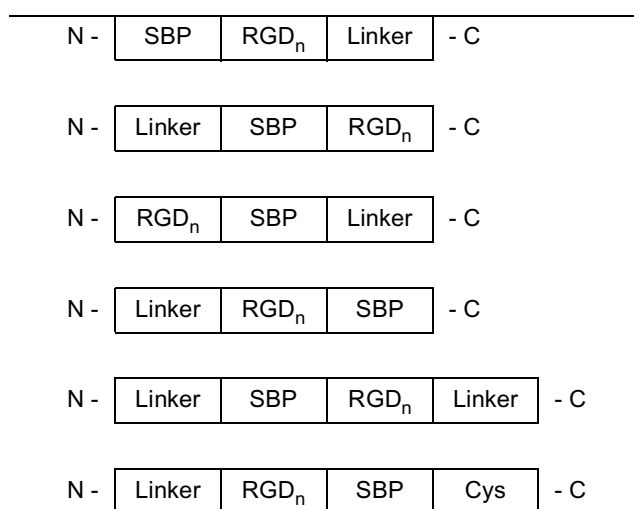 N - SBP RGDn Linker - C
N - Linker SBP RGDn - C
N - RGDn SBP Linker - C
N - Linker RGDn SBP - C
N - Linker SBP RGDn Linker - C
N - Linker RGDn SBP Cys - C